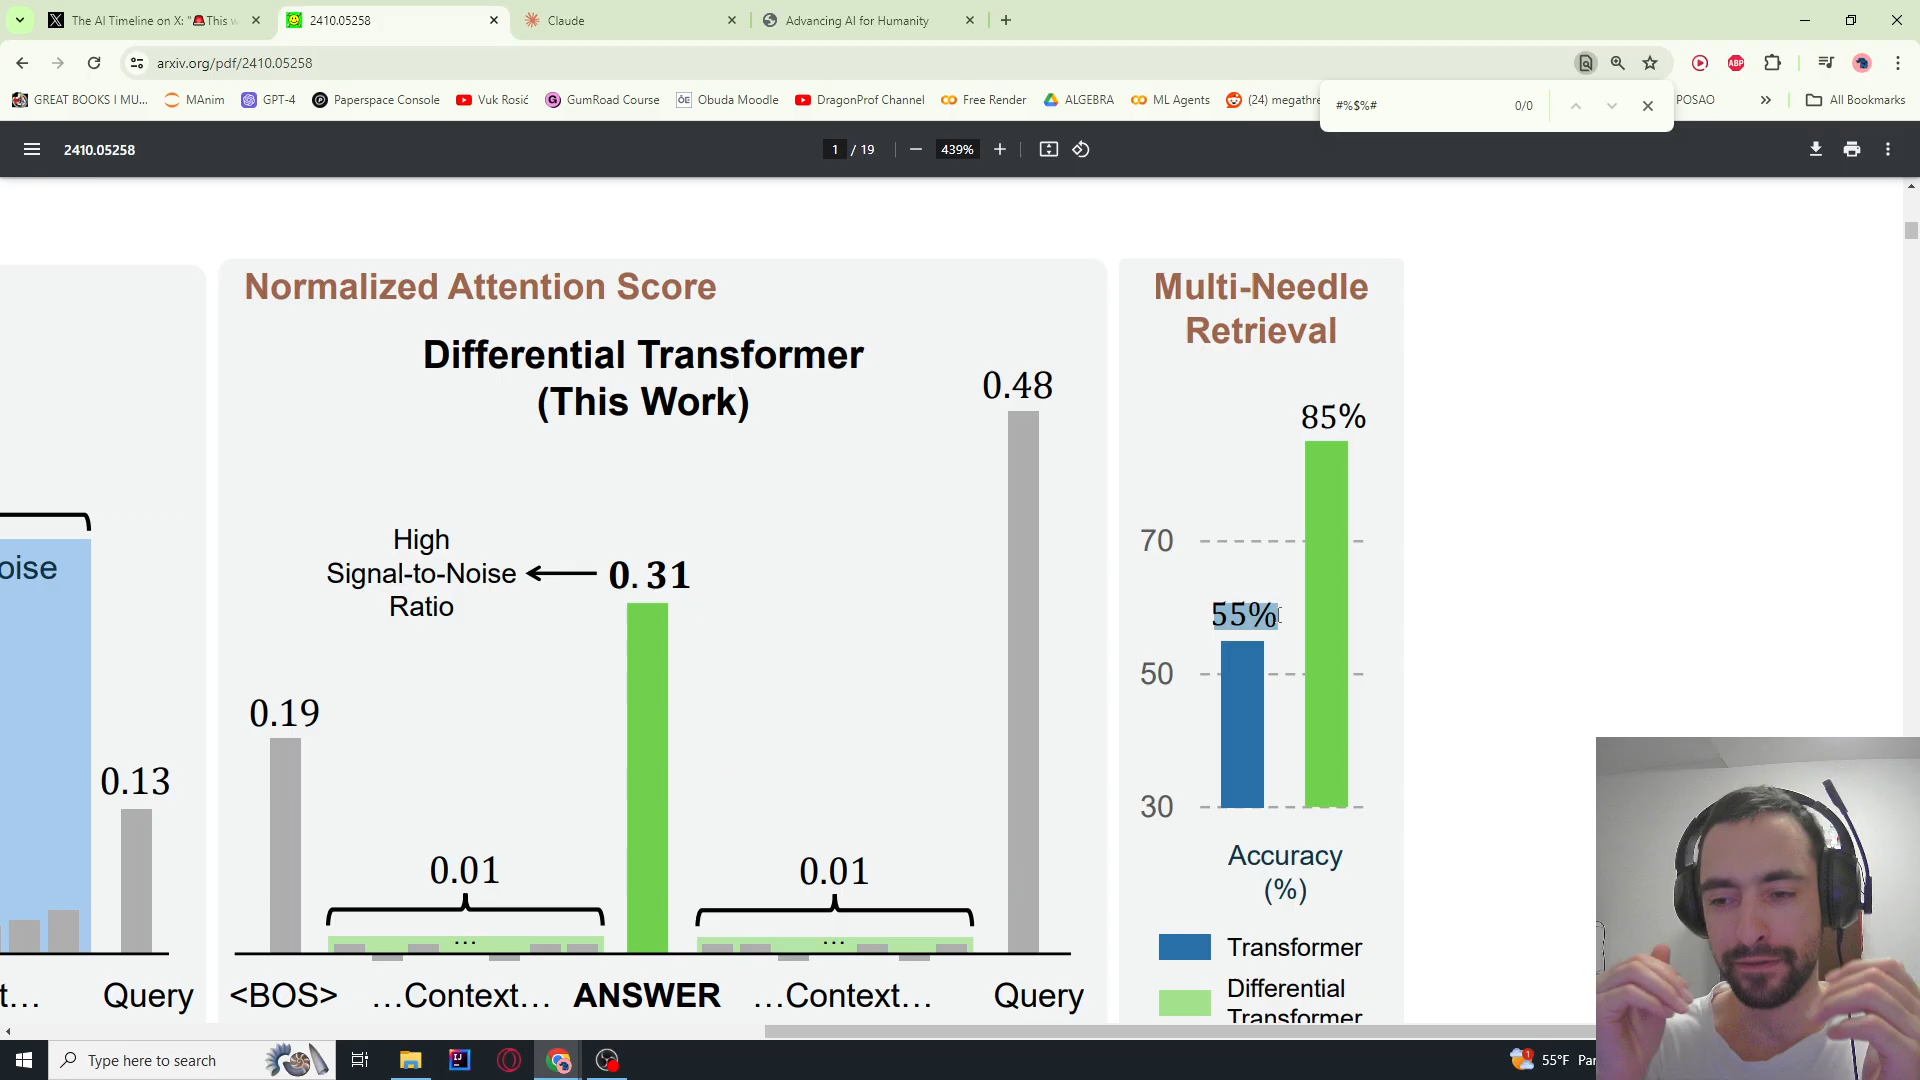 The AI Timeline on X: "🚨This w
2410.05258
Claude
Advancing AI for Humanity
arxiv.org/pdf/2410.05258
GREAT BOOKS I MU...
MAnim
GPT-4
Paperspace Console
Vuk Rosić
GumRoad Course
Obuda Moodle
DragonProf Channel
Free Render
ALGEBRA
ML Agents
(24) megathre
POSAO
All Bookmarks
#%$%#
0/0
2410.05258
1 / 19
439%
Normalized Attention Score
Differential Transformer
(This Work)
0.48
High
Signal-to-Noise
Ratio
0.31
0.19
0.01
0.01
oise
0.13
...
...
t...
Query
<BOS>
...Context...
ANSWER
...Context...
Query
Multi-Needle
Retrieval
85%
70
55%
50
30
Accuracy
(%)
Transformer
Differential
Transformer
Type here to search
55°F